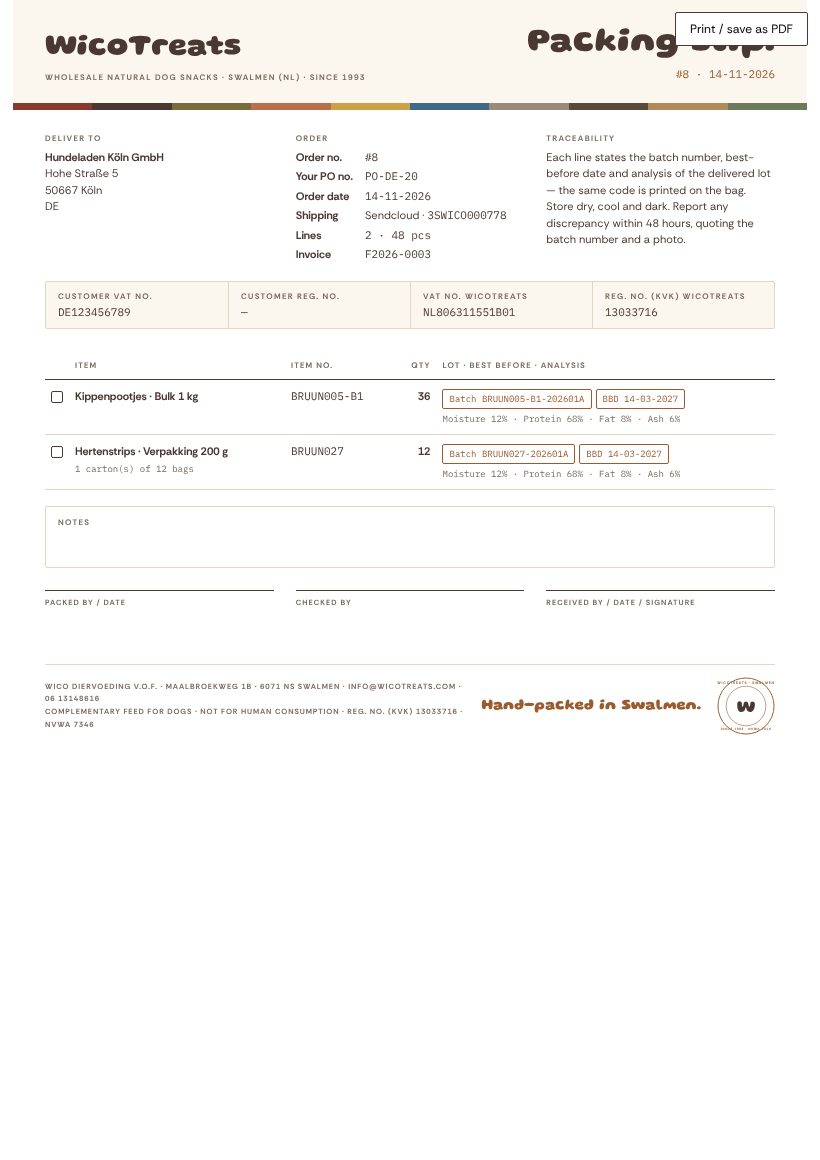 WicoTreats
WHOLESALE NATURAL DOG SNACKS · SWALMEN (NL) · SINCE 1993
Packing
Print / save as PDF
#8 · 14-11-2026
DELIVER TO
Hundeladen Köln GmbH
Hohe Straße 5
50667 Köln
DE
ORDER
Order no. #8
Your PO no. PO-DE-20
Order date 14-11-2026
Shipping Sendcloud · 3SWICO000778
Lines 2 · 48 pcs
Invoice F2026-0003
TRACEABILITY
Each line states the batch number, best-
before date and analysis of the delivered lot
— the same code is printed on the bag.
Store dry, cool and dark. Report any
discrepancy within 48 hours, quoting the
batch number and a photo.
CUSTOMER VAT NO.
DE123456789
CUSTOMER REG. NO.
—
VAT NO. WICOTREATS
NL806311551B01
REG. NO. (KVK) WICOTREATS
13033716
ITEM ITEM NO. QTY LOT · BEST BEFORE · ANALYSIS
Kippenpootjes · Bulk 1 kg BRUUN005-B1 36 Batch BRUUN005-B1-202601A BBD 14-03-2027
Moisture 12% · Protein 68% · Fat 8% · Ash 6%
Hertenstrips · Verpakking 200 g BRUUN027 12 Batch BRUUN027-202601A BBD 14-03-2027
1 carton(s) of 12 bags Moisture 12% · Protein 68% · Fat 8% · Ash 6%
NOTES
PACKED BY / DATE
CHECKED BY
RECEIVED BY / DATE / SIGNATURE
WICO DIERVOEDING V.O.F. · MAALBROEKWEG 1B · 6071 NS SWALMEN · INFO@WICOTREATS.COM ·
06 13148616
COMPLEMENTARY FEED FOR DOGS · NOT FOR HUMAN CONSUMPTION · REG. NO. (KVK) 13033716 ·
NVWA 7346
Hand-packed in Swalmen.
WICOTREATS · SWALMEN
W